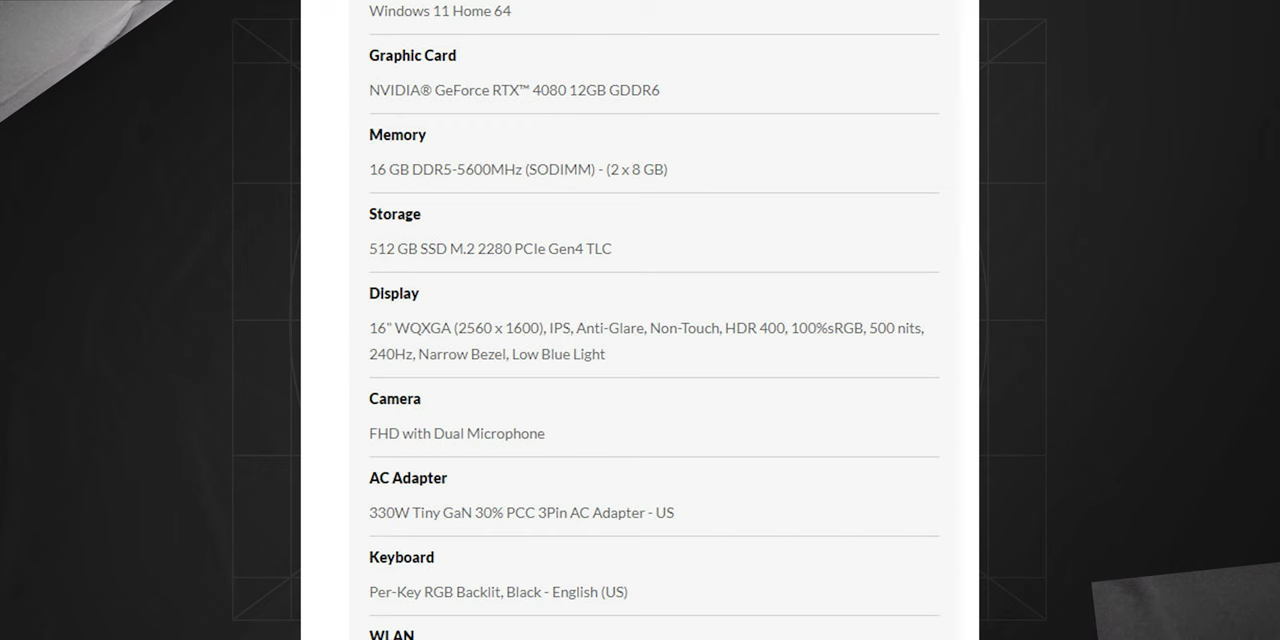 Windows 11 Home 64
Graphic Card
NVIDIA® GeForce RTX™ 4080 12GB GDDR6
Memory
16 GB DDR5-5600MHz (SODIMM) - (2 x 8 GB)
Storage
512 GB SSD M.2 2280 PCIe Gen4 TLC
Display
16" WQXGA (2560 x 1600), IPS, Anti-Glare, Non-Touch, HDR 400, 100%sRGB, 500 nits,
240Hz, Narrow Bezel, Low Blue Light
Camera
FHD with Dual Microphone
AC Adapter
330W Tiny GaN 30% PCC 3Pin AC Adapter - US
Keyboard
Per-Key RGB Backlit, Black - English (US)
WLAN